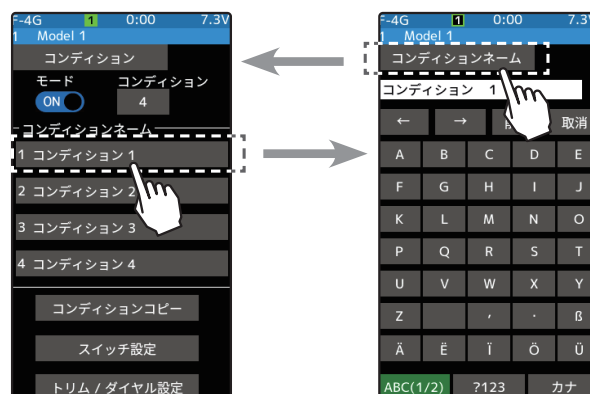 F-4G 1 0:00 7.3V
1 Model 1
コンディション
モード コンディション
ON 4
コンディションネーム
1 コンディション 1
2 コンディション 2
3 コンディション 3
4 コンディション 4
コンディションコピー
スイッチ設定
トリム / ダイヤル設定
F-4G 1 0:00 7.3V
1 Model 1
コンディションネーム
コンディション 1
← → 取消
A B C D E
F G H I J
K L M N O
P Q R S T
U V W X Y
Z ' · ß
Ä Ë Ï Ö Ü
ABC(1/2) ?123 カナ